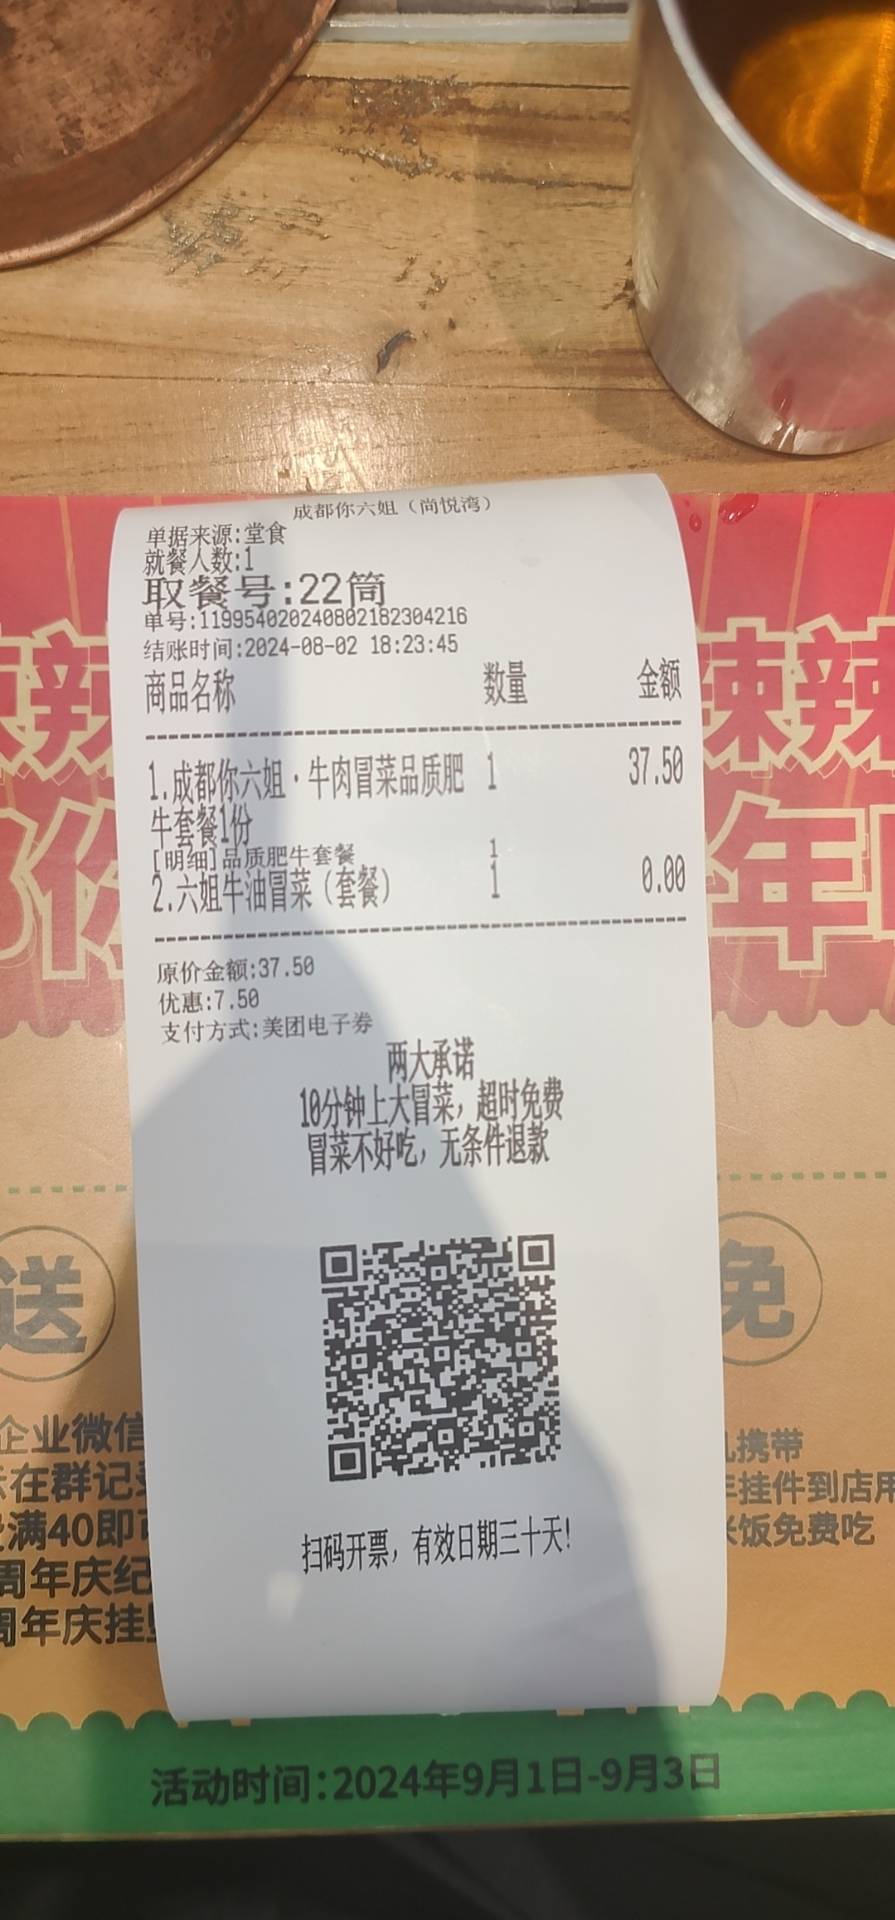 成都你六姐（尚悦湾）
单据来源:堂食
就餐人数:1
取餐号:22筒
单号:119954020240802182304216
结账时间:2024-08-02 18:23:45
商品名称 数量 金额
1.成都你六姐·牛肉冒菜品质肥 1 37.50
牛套餐1份
[明细]品质肥牛套餐 1
2.六姐牛油冒菜（套餐） 1 0.00
原价金额:37.50
优惠:7.50
支付方式:美团电子券
两大承诺
10分钟上大冒菜，超时免费
冒菜不好吃，无条件退款
扫码开票，有效日期三十天!
辣
辣辣
你
年
送
免
企业微信
在群记
满40即可
周年庆纪
周年庆挂
携带
挂件到店用
饭免费吃
活动时间:2024年9月1日-9月3日